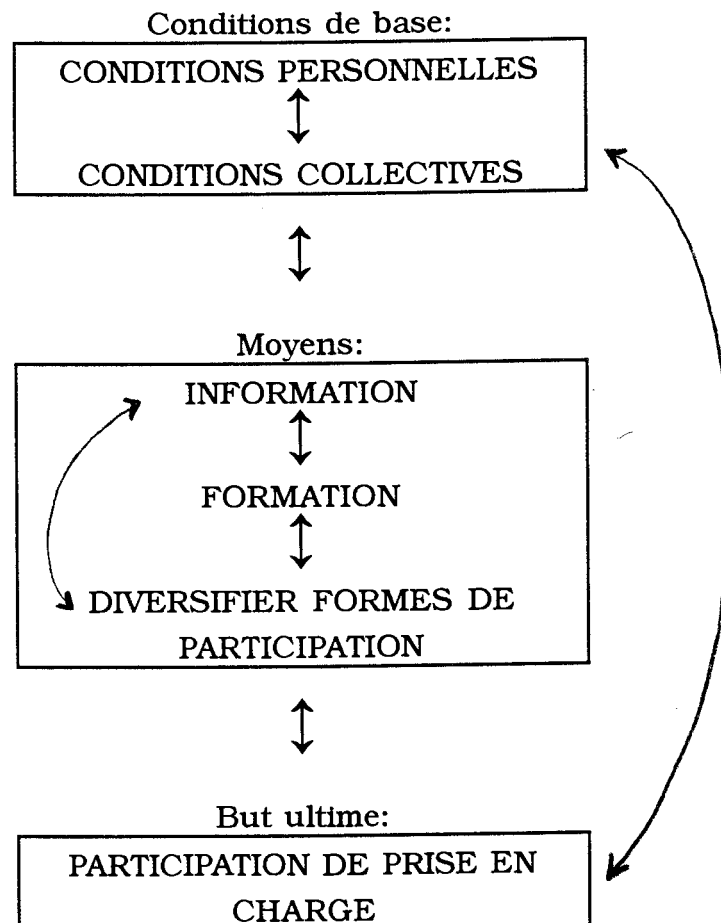 Conditions de base:
CONDITIONS PERSONNELLES
CONDITIONS COLLECTIVES
Moyens:
INFORMATION
FORMATION
DIVERSIFIER FORMES DE
PARTICIPATION
But ultime:
PARTICIPATION DE PRISE EN
CHARGE